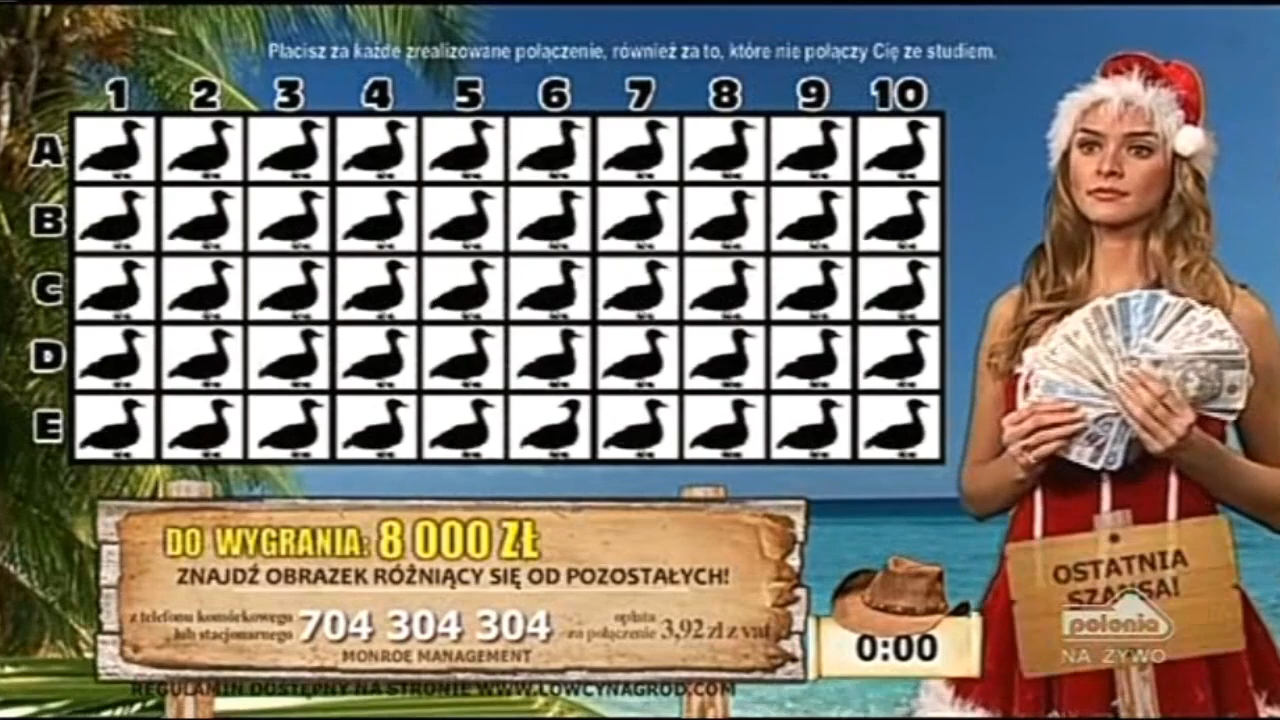 Płacisz za każde zrealizowane połączenie, również za to, które nie połączy Cię ze studiem.
1 2 3 4 5 6 7 8 9 10
A
B
C
D
E
DO WYGRANIA: 8 000 ZŁ
ZNAJDŹ OBRAZEK RÓŻNIĄCY SIĘ OD POZOSTAŁYCH!
z telefonu komórkowego
lub stacjonarnego
704 304 304
opłata
za połączenie 3,92 zł z vat
MONROE MANAGEMENT
0:00
OSTATNIA
SZANSA!
polonia
NA ŻYWO
REGULAMIN DOSTĘPNY NA STRONIE WWW.LOWCYNAGROD.COM